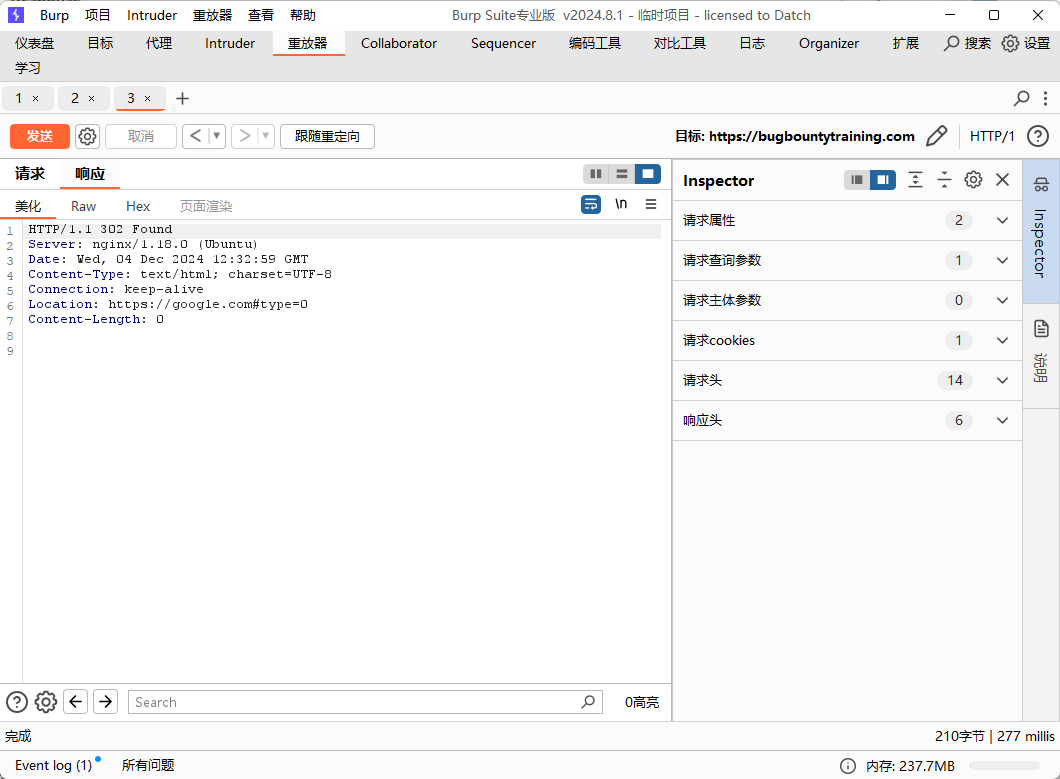 Burp 项目 Intruder 重放器 查看 帮助 Burp Suite专业版 v2024.8.1 - 临时项目 - licensed to Datch
仪表盘 目标 代理 Intruder 重放器 Collaborator Sequencer 编码工具 对比工具 日志 Organizer 扩展 搜索 设置
学习
1 × 2 × 3 × +
发送 取消 < > 跟随重定向 目标: https://bugbountytraining.com HTTP/1 ?
请求 响应
美化 Raw Hex 页面渲染 \n
1 HTTP/1.1 302 Found
2 Server: nginx/1.18.0 (Ubuntu)
3 Date: Wed, 04 Dec 2024 12:32:59 GMT
4 Content-Type: text/html; charset=UTF-8
5 Connection: keep-alive
6 Location: https://google.com#type=0
7 Content-Length: 0
8
9
Inspector
请求属性 2
请求查询参数 1
请求主体参数 0
请求cookies 1
请求头 14
响应头 6
Inspector
说明
? Search 0高亮
完成 210字节 | 277 millis
Event log (1) 所有问题 内存: 237.7MB